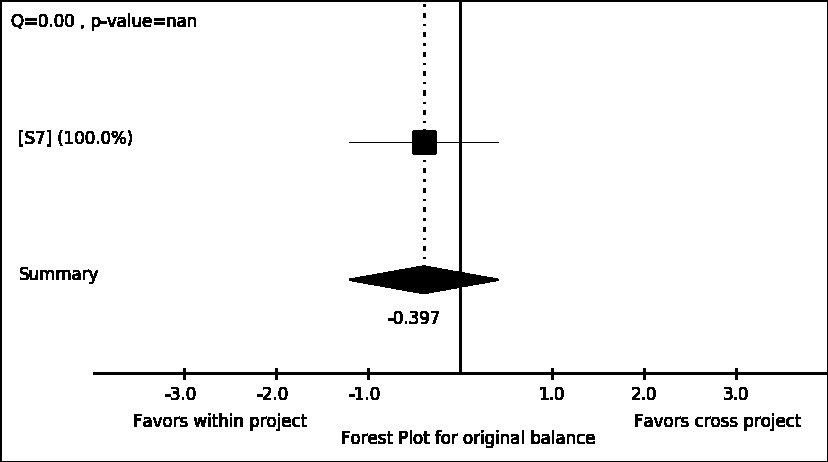 Q=0.00 , p-value=nan
[S7] (100.0%)
Summary
-0.397
-3.0 -2.0 -1.0 1.0 2.0 3.0
Favors within project Favors cross project
Forest Plot for original balance